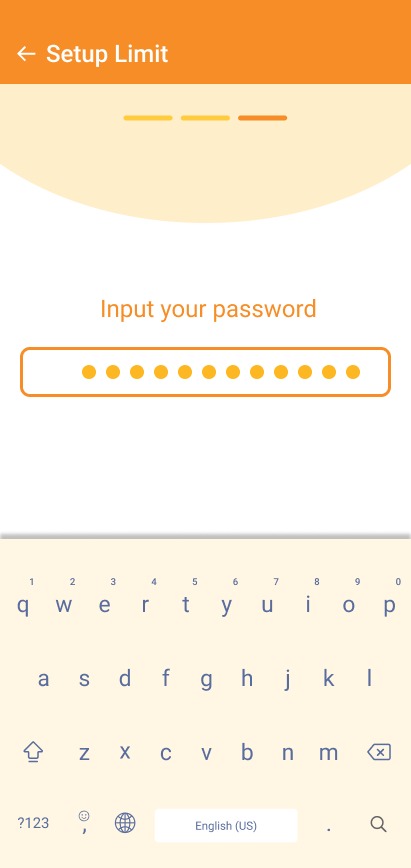 Setup Limit
Input your password
1 2 3 4 5 6 7 8 9 0
q w e r t y u i o p
a s d f g h j k l
z x c v b n m
?123 , English (US) .